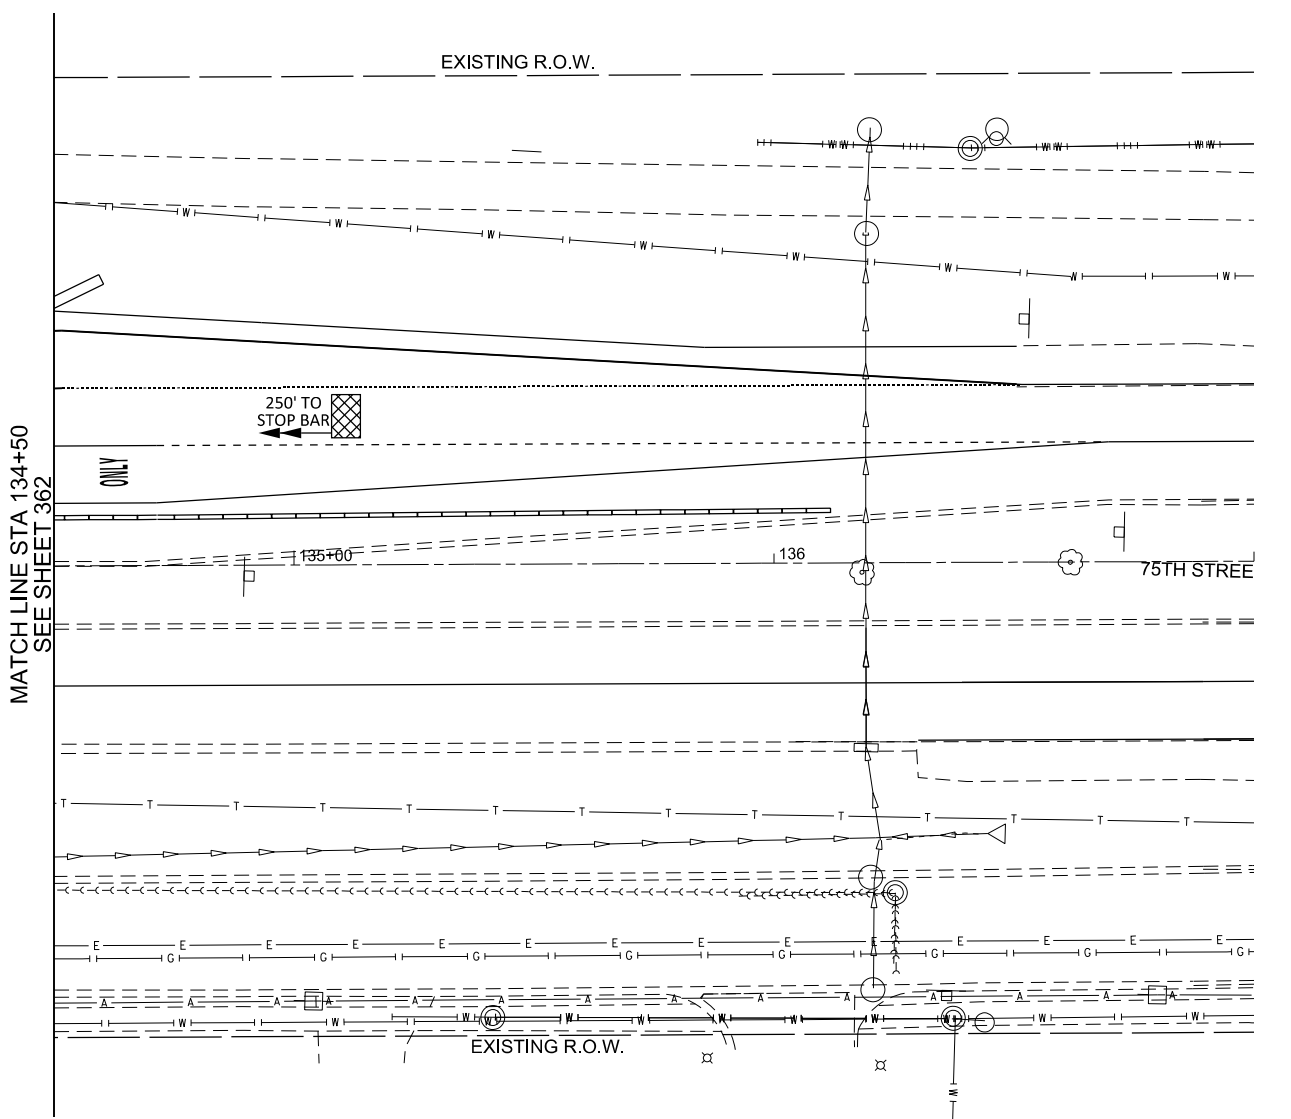 EXISTING R.O.W.
W W W W W W
W W W W W W W W
250' TO
STOP BAR
ONLY
MATCH LINE STA 134+50
SEE SHEET 362
135+00
136
75TH STREE
T T T T T T T T T T T T T T
E E E E E E E E E E E E E E
G G G G G G G G
A A A A A A A A A A A A A
W W W W W W W W W W W W W W
EXISTING R.O.W.
W